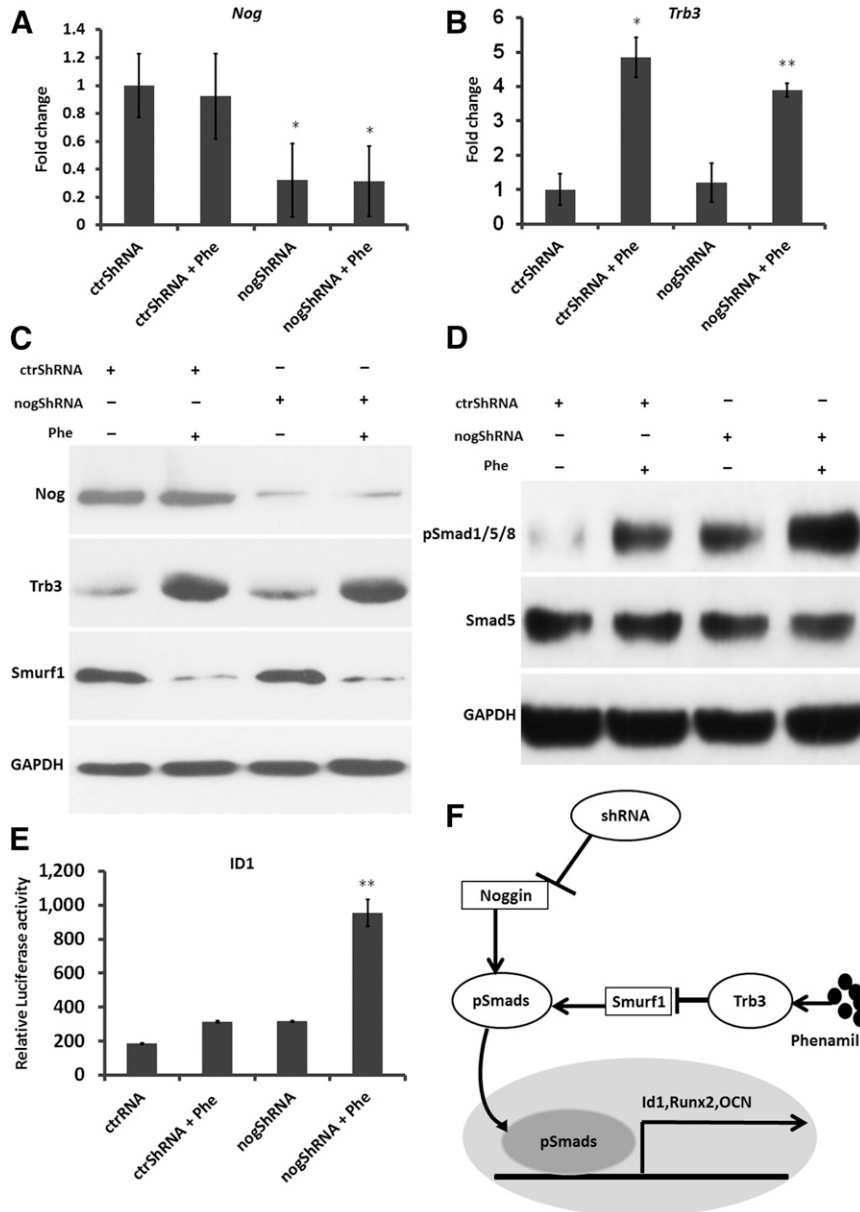 A
Nog
Fold change
1.4
1.2
1
0.8
0.6
0.4
0.2
0
*
*
ctrShRNA
ctrShRNA + Phe
nogShRNA
nogShRNA + Phe
B
Trb3
Fold change
6
5
4
3
2
1
0
*
**
ctrShRNA
ctrShRNA + Phe
nogShRNA
nogShRNA + Phe
C
ctrShRNA + + – –
nogShRNA – – + +
Phe – + – +
Nog
Trb3
Smurf1
GAPDH
D
ctrShRNA + + – –
nogShRNA – – + +
Phe – + – +
pSmad1/5/8
Smad5
GAPDH
E
ID1
Relative Luciferase activity
1,200
1,000
800
600
400
200
0
**
ctrRNA
ctrShRNA + Phe
nogShRNA
nogShRNA + Phe
F
shRNA
Noggin
pSmads
Smurf1
Trb3
Phenamil
Id1,Runx2,OCN
pSmads